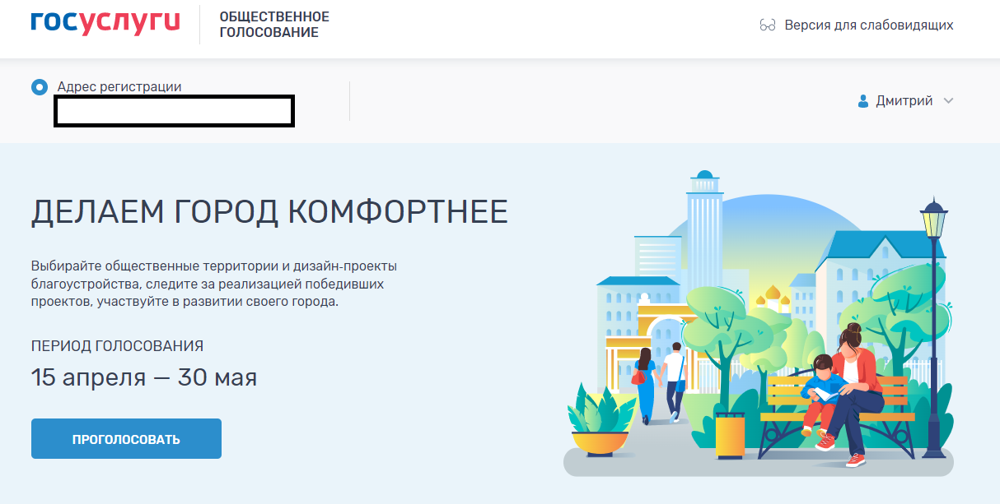 госуслуги
ОБЩЕСТВЕННОЕ
ГОЛОСОВАНИЕ
Версия для слабовидящих
Адрес регистрации
Дмитрий
ДЕЛАЕМ ГОРОД КОМФОРТНЕЕ
Выбирайте общественные территории и дизайн-проекты
благоустройства, следите за реализацией победивших
проектов, участвуйте в развитии своего города.
ПЕРИОД ГОЛОСОВАНИЯ
15 апреля — 30 мая
ПРОГОЛОСОВАТЬ